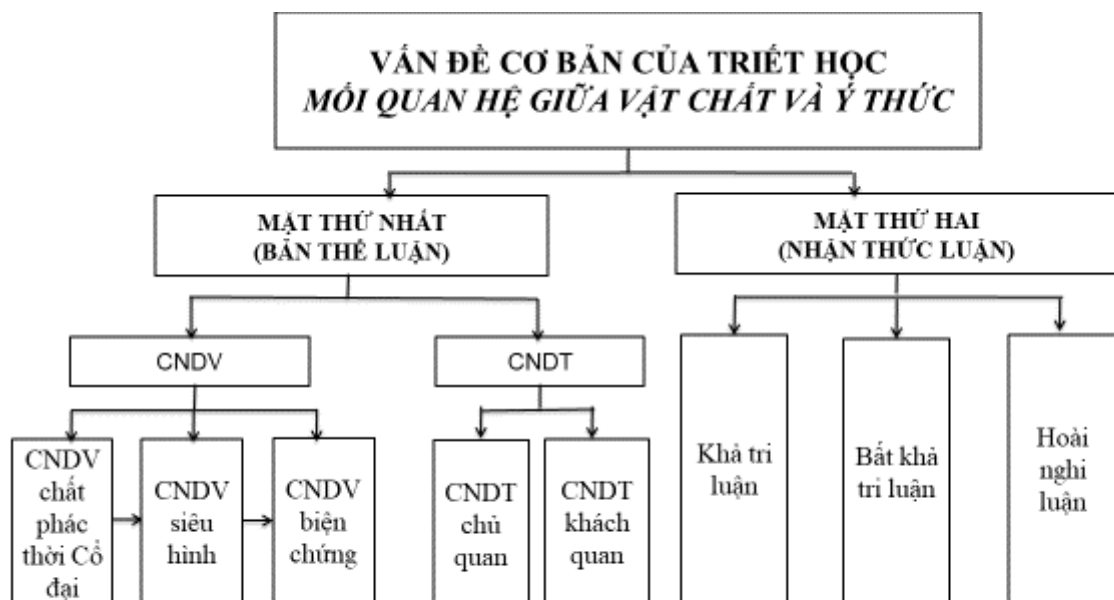 VẤN ĐỀ CƠ BẢN CỦA TRIẾT HỌC
MỐI QUAN HỆ GIỮA VẬT CHẤT VÀ Ý THỨC
MẶT THỨ NHẤT
(BẢN THỂ LUẬN)
MẶT THỨ HAI
(NHẬN THỨC LUẬN)
CNDV
CNDT
CNDV
chất
phác
thời Cổ
đại
CNDV
siêu
hình
CNDV
biện
chứng
CNDT
chủ
quan
CNDT
khách
quan
Khả tri
luận
Bất khả
tri luận
Hoài
nghi
luận